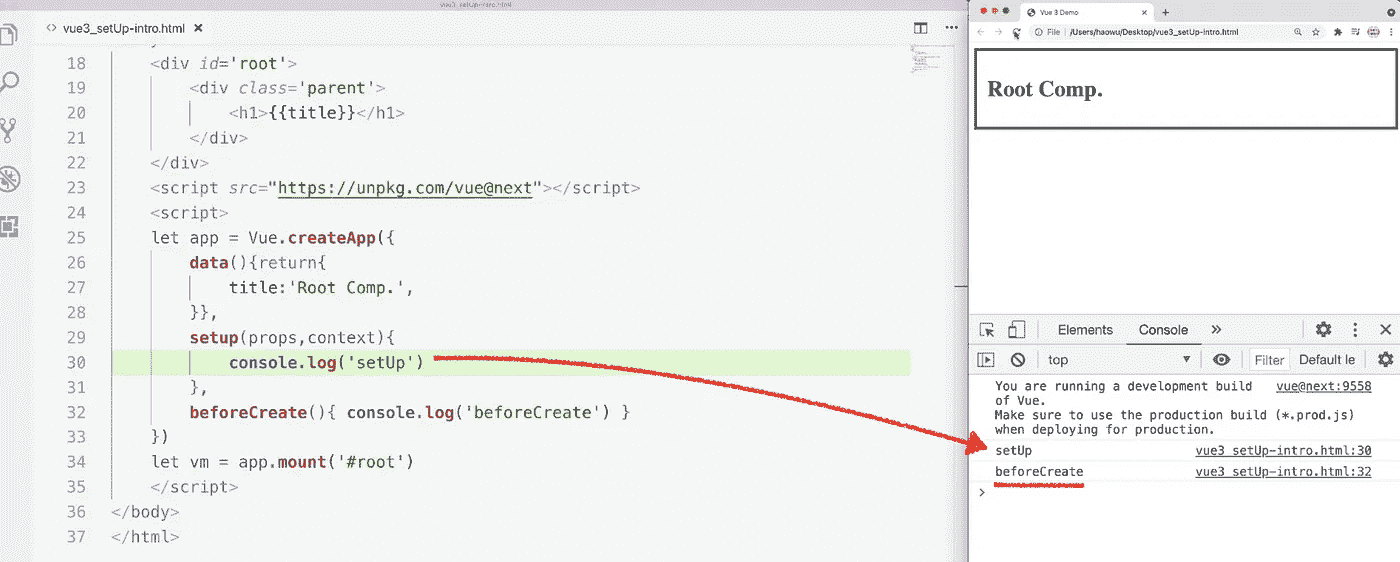 vue3_setUp-intro.html
<> vue3_setUp-intro.html ×
18 <div id='root'>
19 <div class='parent'>
20 <h1>{{title}}</h1>
21 </div>
22 </div>
23 <script src="https://unpkg.com/vue@next"></script>
24 <script>
25 let app = Vue.createApp({
26 data(){return{
27 title:'Root Comp.',
28 }},
29 setup(props,context){
30 console.log('setUp')
31 },
32 beforeCreate(){ console.log('beforeCreate') }
33 })
34 let vm = app.mount('#root')
35 </script>
36 </body>
37 </html>
Vue 3 Demo
File | /Users/haowu/Desktop/vue3_setUp-intro.html
Root Comp.
Elements Console
top Filter Default le
You are running a development build vue@next:9558
of Vue.
Make sure to use the production build (*.prod.js)
when deploying for production.
setUp vue3 setUp-intro.html:30
beforeCreate vue3 setUp-intro.html:32